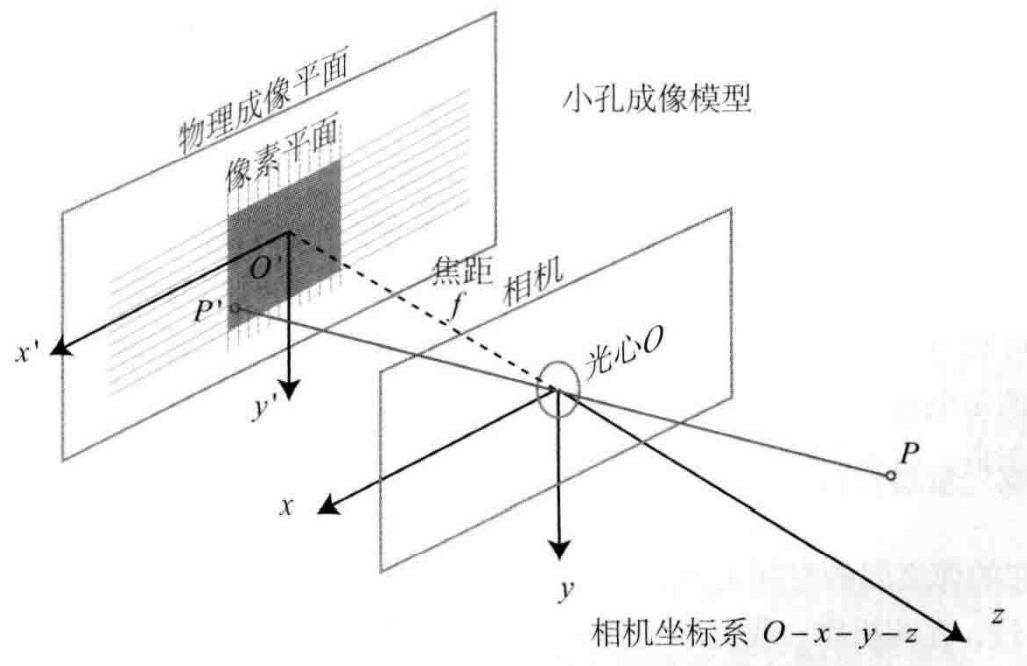 小孔成像模型
物理成像平面
像素平面
O'
P'
x'
y'
焦距
f
相机
光心O
P
x
y
z
相机坐标系 O-x-y-z